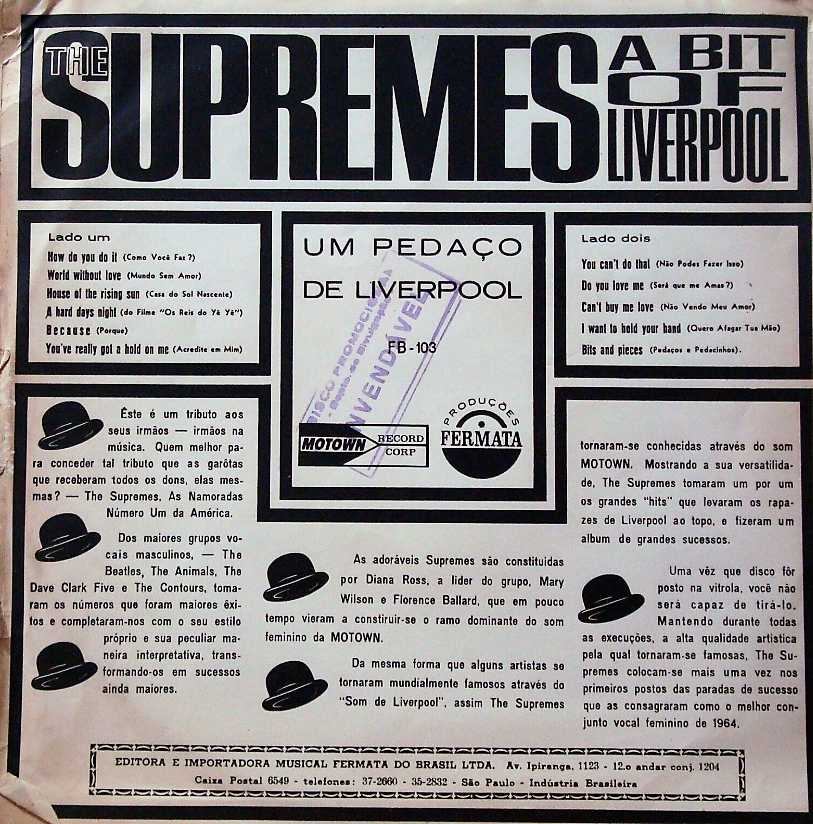 THE SUPREMES A BIT
OF
LIVERPOOL
Lado um
How do you do it (Como Você Faz?)
World without love (Mundo Sem Amor)
House of the rising sun (Casa do Sol Nascente)
A hard days night (do Filme "Os Reis do Yê Yê")
Because (Porque)
You've really got a hold on me (Acredite em Mim)
UM PEDAÇO
DE LIVERPOOL
FB-103
DISCO PROMOCIONAL
- Depto. de Divulgação -
INVENDÁVEL
MOTOWN RECORD
CORP
PRODUÇÕES
FERMATA
Lado dois
You can't do that (Não Podes Fazer Isso)
Do you love me (Será que me Amas?)
Can't buy me love (Não Vendo Meu Amor)
I want to hold your hand (Quero Afagar Tua Mão)
Bits and pieces (Pedaços e Pedacinhos).
Êste é um tributo aos
seus irmãos — irmãos na
música. Quem melhor pa-
ra conceder tal tributo que as garôtas
que receberam todos os dons, elas mes-
mas? — The Supremes, As Namoradas
Número Um da América.
Dos maiores grupos vo-
cais masculinos, — The
Beatles, The Animals, The
Dave Clark Five e The Contours, toma-
ram os números que foram maiores êxi-
tos e completaram-nos com o seu estilo
próprio e sua peculiar ma-
neira interpretativa, trans-
formando-os em sucessos
ainda maiores.
As adoráveis Supremes são constituidas
por Diana Ross, a lider do grupo, Mary
Wilson e Florence Ballard, que em pouco
tempo vieram a construir-se o ramo dominante do som
feminino da MOTOWN.
Da mesma forma que alguns artistas se
tornaram mundialmente famosos através do
"Som de Liverpool", assim The Supremes
tornaram-se conhecidas através do som
MOTOWN. Mostrando a sua versatilida-
de, The Supremes tomaram um por um
os grandes "hits" que levaram os rapa-
zes de Liverpool ao topo, e fizeram um
album de grandes sucessos.
Uma vêz que disco fôr
posto na vitrola, você não
será capaz de tirá-lo.
Mantendo durante todas
as execuções, a alta qualidade artistica
pela qual tornaram-se famosas, The Su-
premes colocam-se mais uma vez nos
primeiros postos das paradas de sucesso
que as consagraram como o melhor con-
junto vocal feminino de 1964.
EDITORA E IMPORTADORA MUSICAL FERMATA DO BRASIL LTDA. Av. Ipiranga, 1123 - 12.o andar conj. 1204
Caixa Postal 6549 - telefones: 37-2660 - 35-2832 - São Paulo - Indústria Brasileira